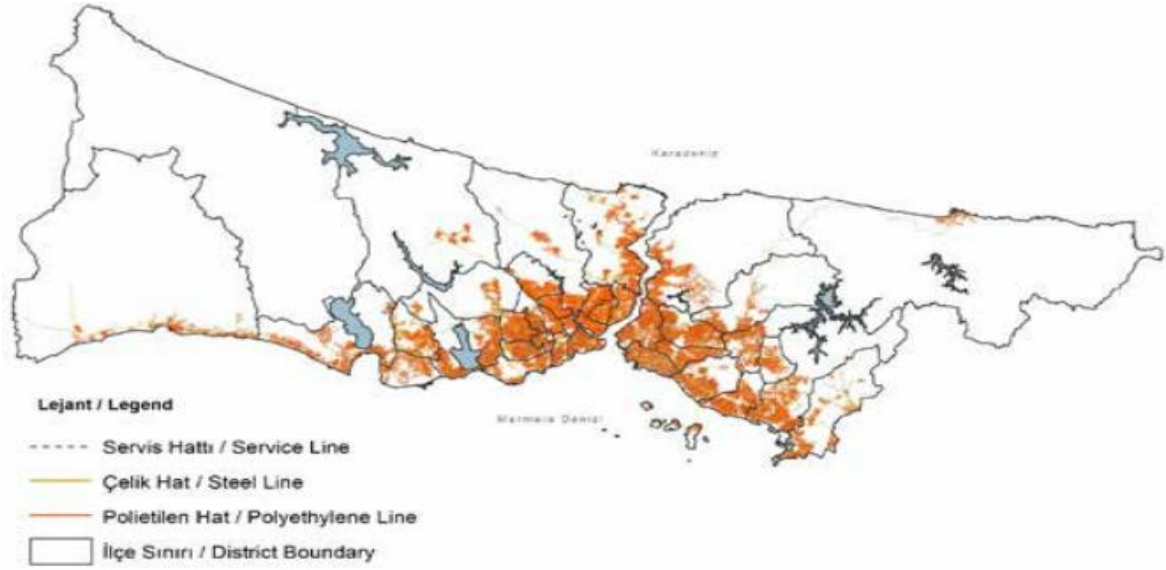 Karadeniz
Marmara Denizi
Lejant / Legend
Servis Hattı / Service Line
Çelik Hat / Steel Line
Polietilen Hat / Polyethylene Line
İlçe Sınırı / District Boundary